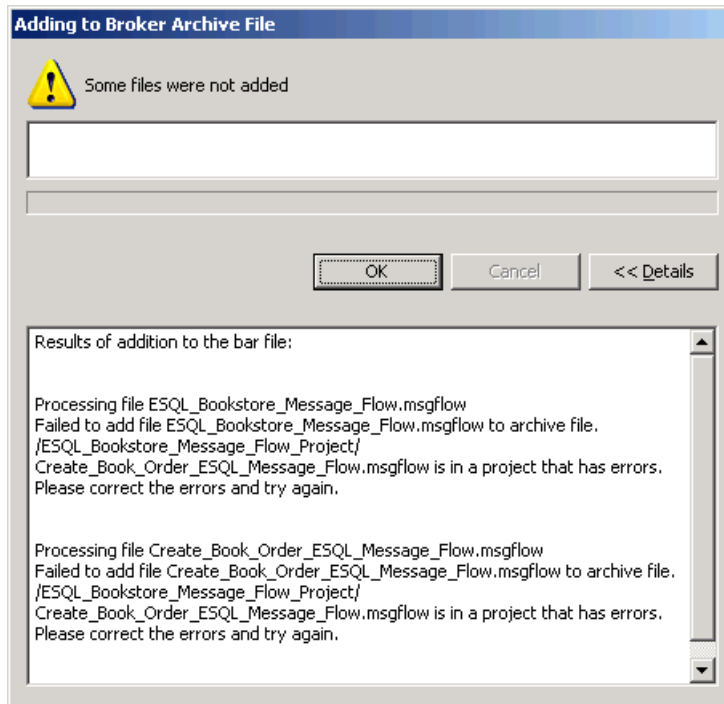 Adding to Broker Archive File
Some files were not added
OK
Cancel
<< Details
Results of addition to the bar file:
Processing file ESQL_Bookstore_Message_Flow.msgflow
Failed to add file ESQL_Bookstore_Message_Flow.msgflow to archive file.
/ESQL_Bookstore_Message_Flow_Project/
Create_Book_Order_ESQL_Message_Flow.msgflow is in a project that has errors.
Please correct the errors and try again.
Processing file Create_Book_Order_ESQL_Message_Flow.msgflow
Failed to add file Create_Book_Order_ESQL_Message_Flow.msgflow to archive file.
/ESQL_Bookstore_Message_Flow_Project/
Create_Book_Order_ESQL_Message_Flow.msgflow is in a project that has errors.
Please correct the errors and try again.